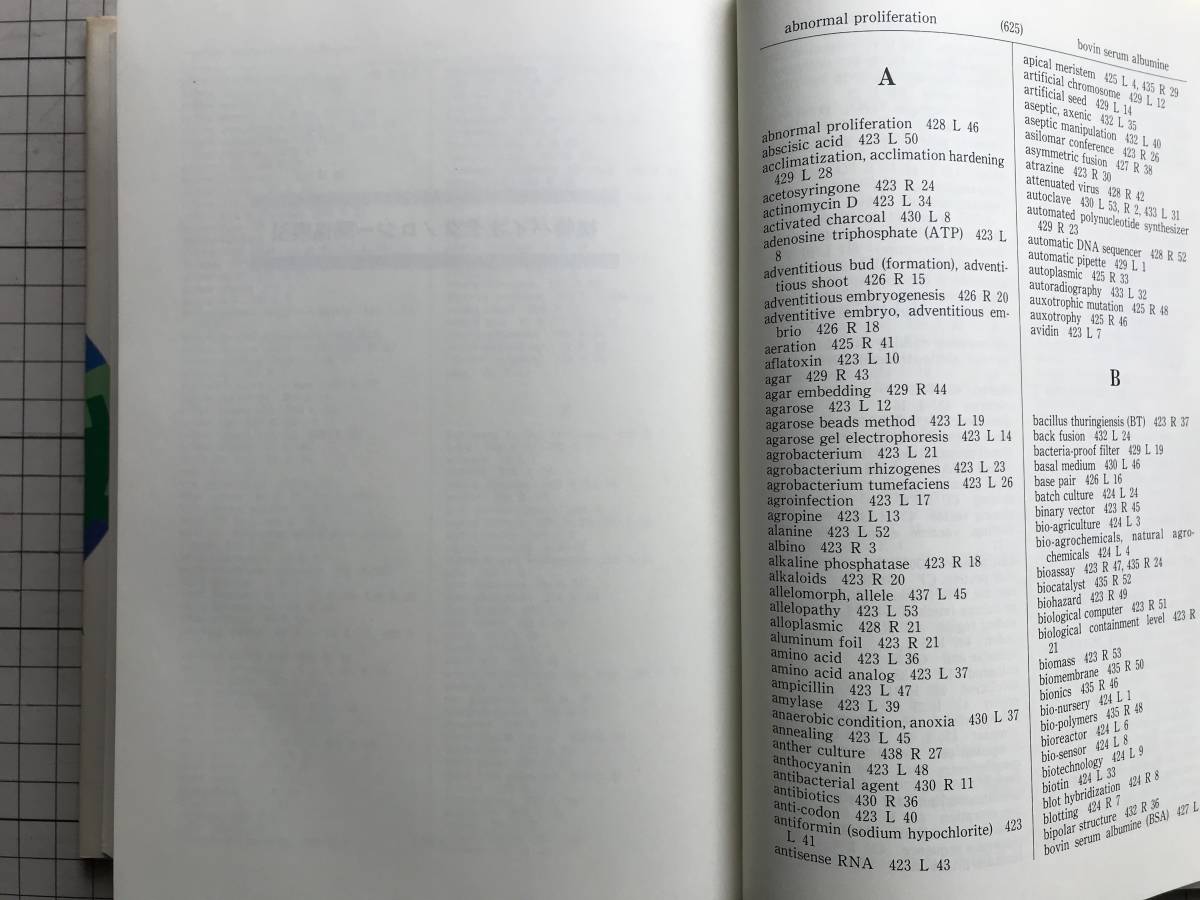 abnormal proliferation
(625)
bovin serum albumine
A
abnormal proliferation 428 L 46
abscisic acid 423 L 50
acclimatization, acclimation hardening
429 L 28
acetosyringone 423 R 24
actinomycin D 423 L 34
activated charcoal 430 L 8
adenosine triphosphate (ATP) 423 L
8
adventitious bud (formation), adventi-
tious shoot 426 R 15
adventitious embryogenesis 426 R 20
adventitive embryo, adventitious em-
brio 426 R 18
aeration 425 R 41
aflatoxin 423 L 10
agar 429 R 43
agar embedding 429 R 44
agarose 423 L 12
agarose beads method 423 L 19
agarose gel electrophoresis 423 L 14
agrobacterium 423 L 21
agrobacterium rhizogenes 423 L 23
agrobacterium tumefaciens 423 L 26
agroinfection 423 L 17
agropine 423 L 13
alanine 423 L 52
albino 423 R 3
alkaline phosphatase 423 R 18
alkaloids 423 R 20
allelomorph, allele 437 L 45
allelopathy 423 L 53
alloplasmic 428 R 21
aluminum foil 423 R 21
amino acid 423 L 36
amino acid analog 423 L 37
ampicillin 423 L 47
amylase 423 L 39
anaerobic condition, anoxia 430 L 37
annealing 423 L 45
anther culture 438 R 27
anthocyanin 423 L 48
antibacterial agent 430 R 11
antibiotics 430 R 36
anti-codon 423 L 40
antiformin (sodium hypochlorite) 423
L 41
antisense RNA 423 L 43
apical meristem 425 L 4, 435 R 29
artificial chromosome 429 L 12
artificial seed 429 L 14
aseptic, axenic 432 L 35
aseptic manipulation 432 L 40
asilomar conference 423 R 26
asymmetric fusion 427 R 38
atrazine 423 R 30
attenuated virus 428 R 42
autoclave 430 L 53, R 2, 433 L 31
automated polynucleotide synthesizer
429 R 23
automatic DNA sequencer 428 R 52
automatic pipette 429 L 1
autoplasmic 425 R 33
autoradiography 433 L 32
auxotrophic mutation 425 R 48
auxotrophy 425 R 46
avidin 423 L 7
B
bacillus thuringiensis (BT) 423 R 37
back fusion 432 L 24
bacteria-proof filter 429 L 19
basal medium 430 L 46
base pair 426 L 16
batch culture 424 L 24
binary vector 423 R 45
bio-agriculture 424 L 3
bio-agrochemicals, natural agro-
chemicals 424 L 4
bioassay 423 R 47, 435 R 24
biocatalyst 435 R 52
biohazard 423 R 49
biological computer 423 R 51
biological containment level 423 R
21
biomass 423 R 53
biomembrane 435 R 50
bionics 435 R 46
bio-nursery 424 L 1
bio-polymers 435 R 48
bioreactor 424 L 6
bio-sensor 424 L 8
biotechnology 424 L 9
biotin 424 L 33
blot hybridization 424 R 8
blotting 424 R 7
bipolar structure 432 R 36
bovin serum albumine (BSA) 427 L